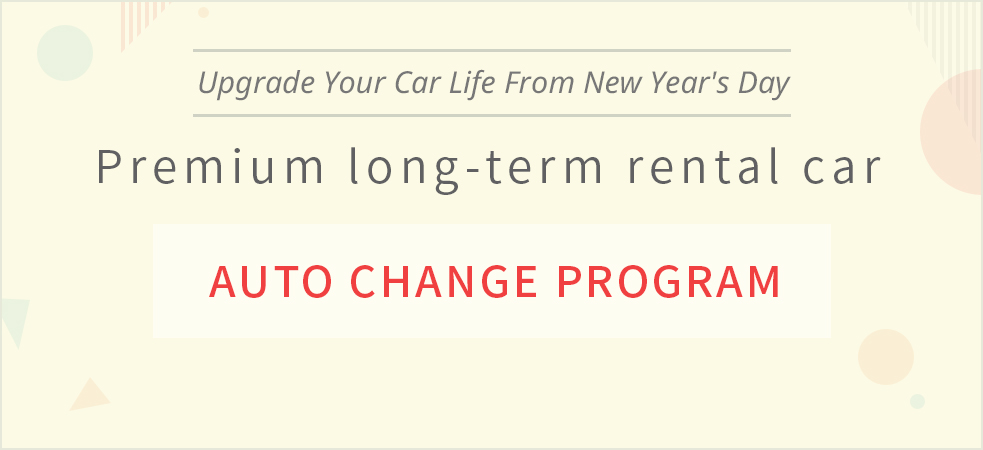 Upgrade Your Car Life From New Year's Day
Premium long-term rental car
AUTO CHANGE PROGRAM